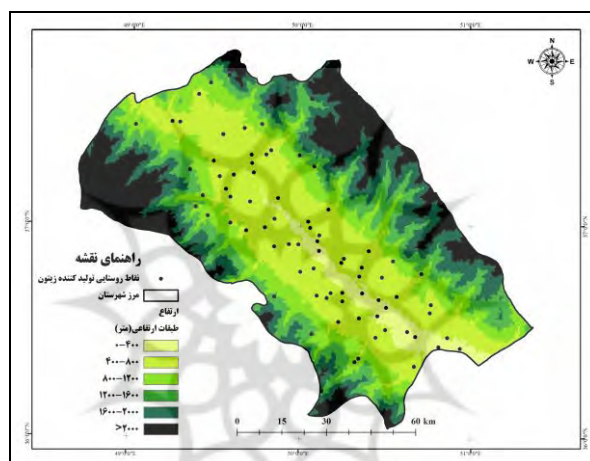 N
W E
S
راهنمای نقشه
نقاط روستایی تولید کننده زیتون
مرز شهرستان
ارتفاع
طبقات ارتفاعی(متر)
۰-۴۰۰
۴۰۰-۸۰۰
۸۰۰-۱۲۰۰
۱۲۰۰-۱۶۰۰
۱۶۰۰-۲۰۰۰
>۲۰۰۰
0 15 30 60 km